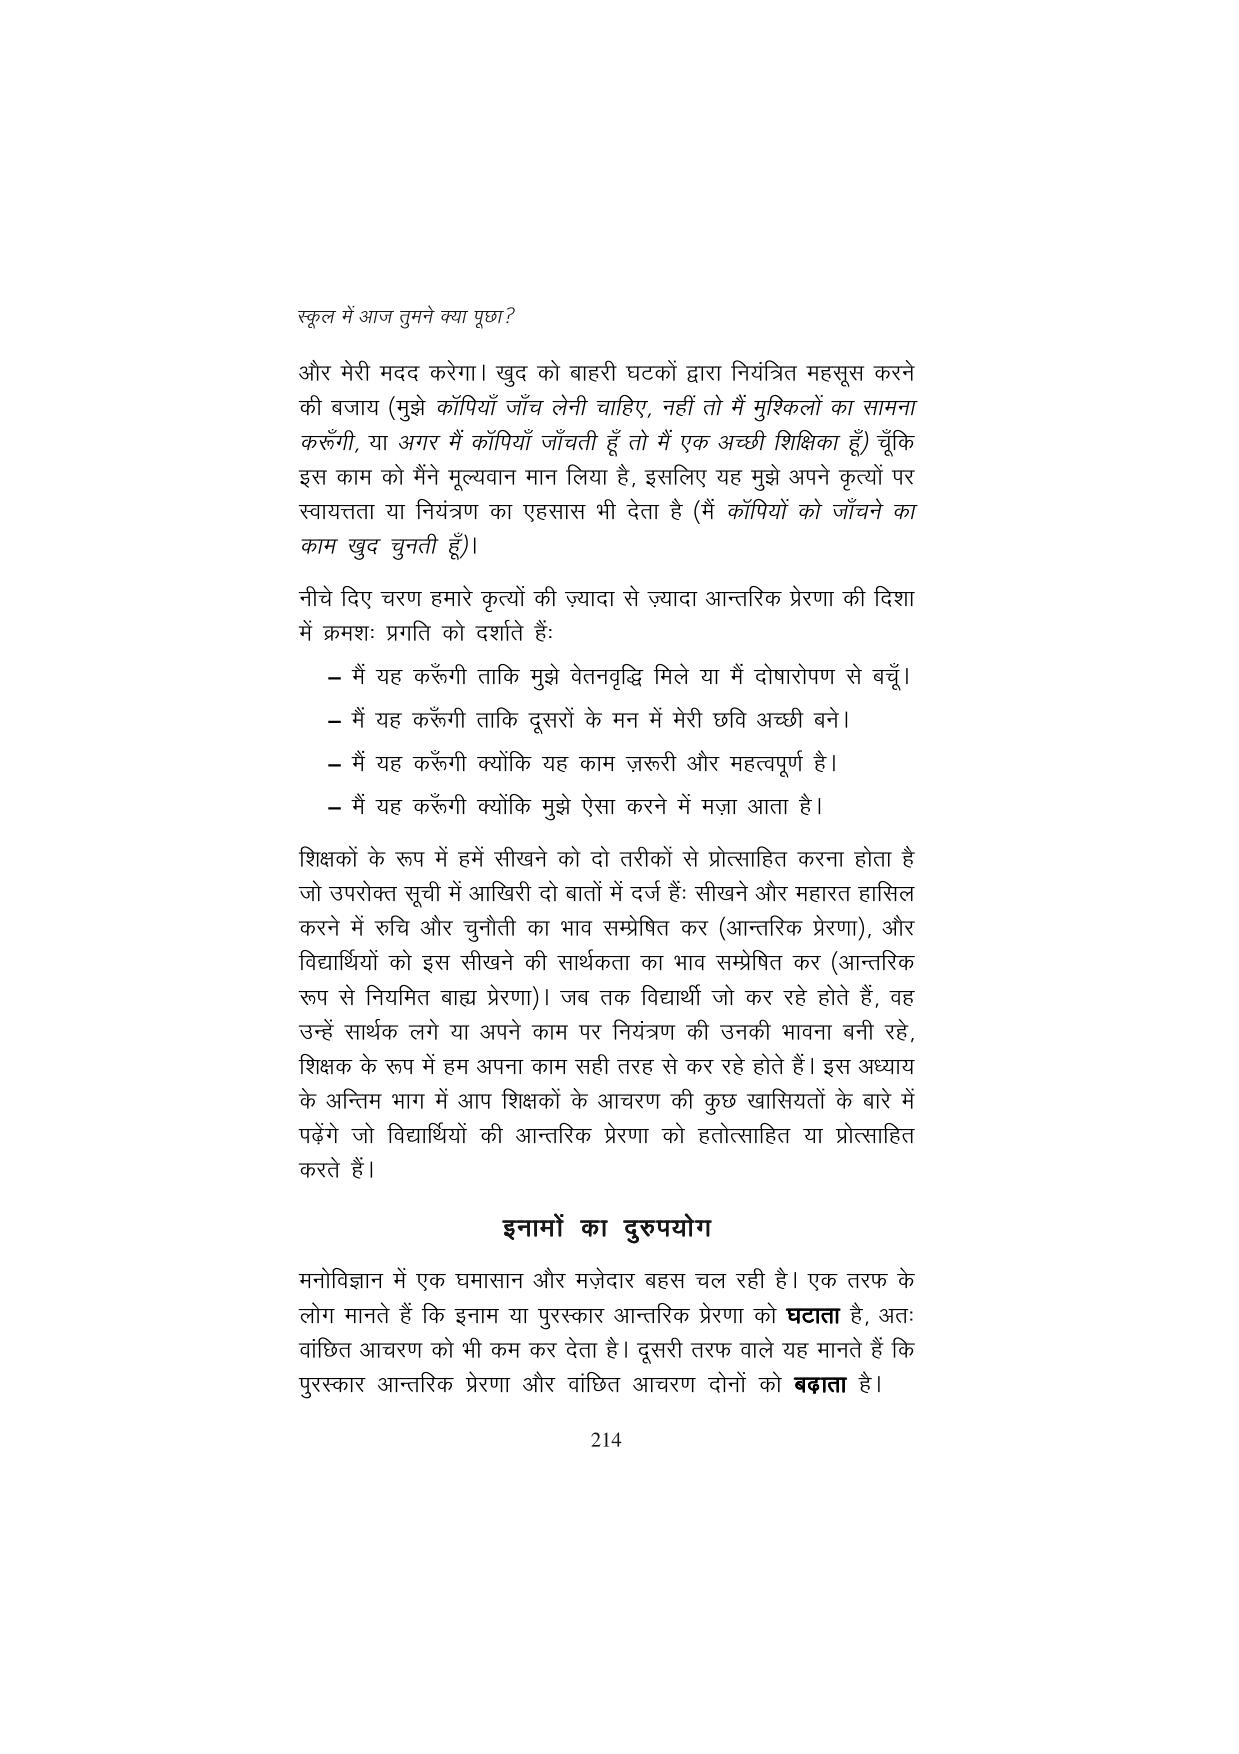 स्कूल में आज तुमने क्या पूछा?
और मेरी मदद करेगा। खुद को बाहरी घटकों द्वारा नियंत्रित महसूस करने
की बजाय (मुझे कॉपियाँ जाँच लेनी चाहिए, नहीं तो मैं मुश्किलों का सामना
करूँगी, या अगर मैं कॉपियाँ जाँचती हूँ तो मैं एक अच्छी शिक्षिका हूँ) चूँकि
इस काम को मैंने मूल्यवान मान लिया है, इसलिए यह मुझे अपने कृत्यों पर
स्वायत्तता या नियंत्रण का एहसास भी देता है (मैं कॉपियों को जाँचने का
काम खुद चुनती हूँ)।
नीचे दिए चरण हमारे कृत्यों की ज़्यादा से ज़्यादा आन्तरिक प्रेरणा की दिशा
में क्रमशः प्रगति को दर्शाते हैंः
– मैं यह करूँगी ताकि मुझे वेतनवृद्धि मिले या मैं दोषारोपण से बचूँ।
– मैं यह करूँगी ताकि दूसरों के मन में मेरी छवि अच्छी बने।
– मैं यह करूँगी क्योंकि यह काम ज़रूरी और महत्वपूर्ण है।
– मैं यह करूँगी क्योंकि मुझे ऐसा करने में मज़ा आता है।
शिक्षकों के रूप में हमें सीखने को दो तरीकों से प्रोत्साहित करना होता है
जो उपरोक्त सूची में आखिरी दो बातों में दर्ज हैंः सीखने और महारत हासिल
करने में रुचि और चुनौती का भाव सम्प्रेषित कर (आन्तरिक प्रेरणा), और
विद्यार्थियों को इस सीखने की सार्थकता का भाव सम्प्रेषित कर (आन्तरिक
रूप से नियमित बाह्य प्रेरणा)। जब तक विद्यार्थी जो कर रहे होते हैं, वह
उन्हें सार्थक लगे या अपने काम पर नियंत्रण की उनकी भावना बनी रहे,
शिक्षक के रूप में हम अपना काम सही तरह से कर रहे होते हैं। इस अध्याय
के अन्तिम भाग में आप शिक्षकों के आचरण की कुछ खासियतों के बारे में
पढ़ेंगे जो विद्यार्थियों की आन्तरिक प्रेरणा को हतोत्साहित या प्रोत्साहित
करते हैं।
इनामों का दुरुपयोग
मनोविज्ञान में एक घमासान और मज़ेदार बहस चल रही है। एक तरफ के
लोग मानते हैं कि इनाम या पुरस्कार आन्तरिक प्रेरणा को घटाता है, अतः
वांछित आचरण को भी कम कर देता है। दूसरी तरफ वाले यह मानते हैं कि
पुरस्कार आन्तरिक प्रेरणा और वांछित आचरण दोनों को बढ़ाता है।
214